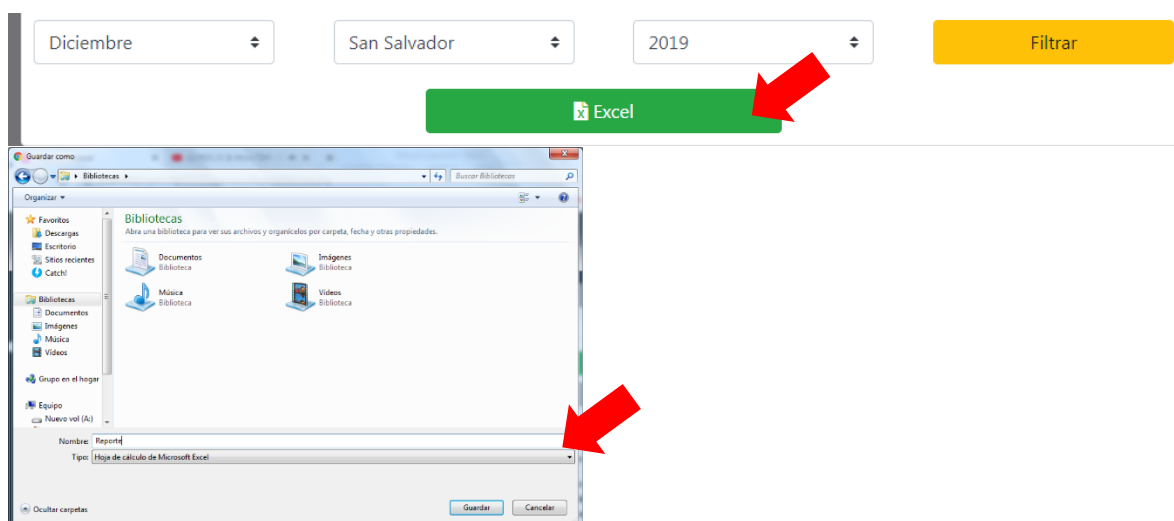 Diciembre San Salvador 2019 Filtrar
Excel
Guardar como
Bibliotecas Buscar Bibliotecas
Organizar
Favoritos
Descargas
Escritorio
Sitios recientes
Catch!
Bibliotecas
Documentos
Imágenes
Música
Vídeos
Grupo en el hogar
Equipo
Nuevo vol (A:)
Bibliotecas
Abra una biblioteca para ver sus archivos y organícelos por carpeta, fecha y otras propiedades.
Documentos
Biblioteca
Imágenes
Biblioteca
Música
Biblioteca
Vídeos
Biblioteca
Nombre: Reporte
Tipo: Hoja de cálculo de Microsoft Excel
Ocultar carpetas Guardar Cancelar